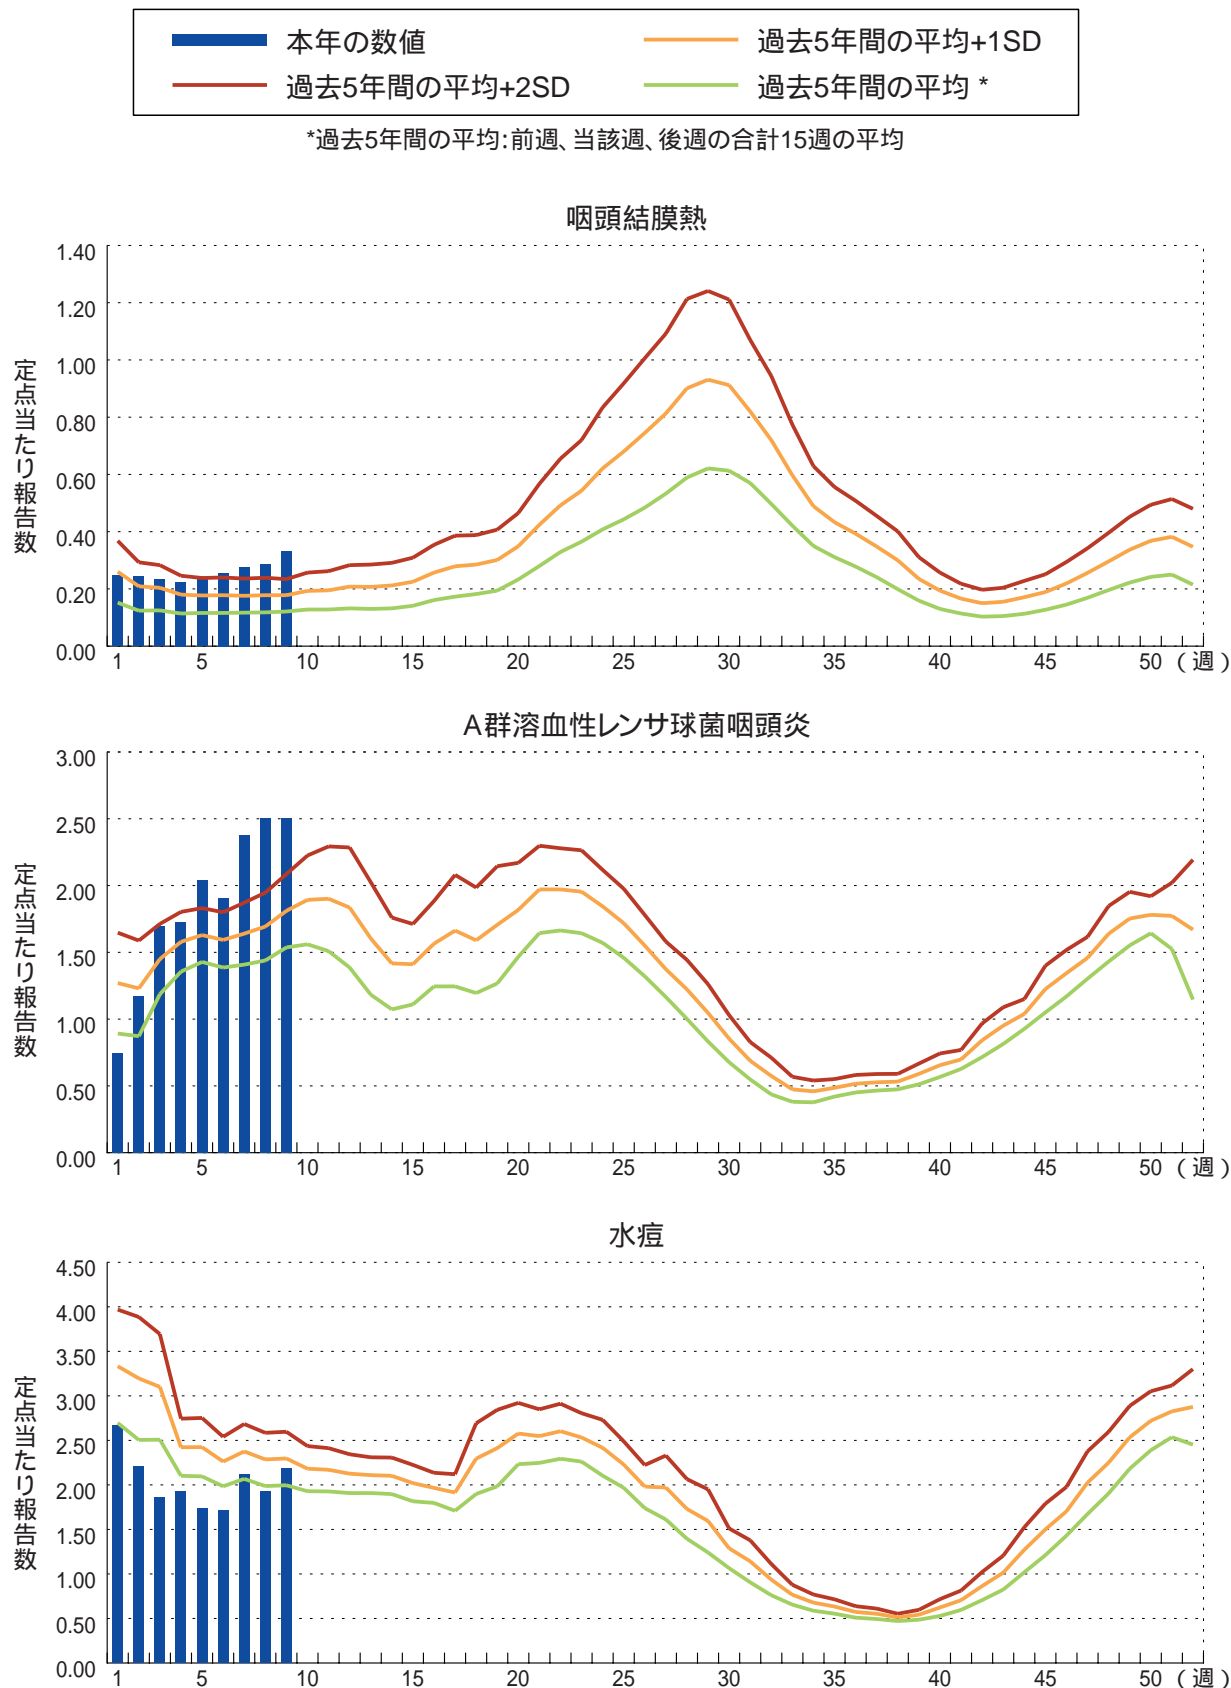 本年の数値
過去5年間の平均+1SD
過去5年間の平均+2SD
過去5年間の平均 *
*過去5年間の平均:前週、当該週、後週の合計15週の平均
咽頭結膜熱
定点当たり報告数
1.40
1.20
1.00
0.80
0.60
0.40
0.20
0.00
1 5 10 15 20 25 30 35 40 45 50 (週)
A群溶血性レンサ球菌咽頭炎
定点当たり報告数
3.00
2.50
2.00
1.50
1.00
0.50
0.00
1 5 10 15 20 25 30 35 40 45 50 (週)
水痘
定点当たり報告数
4.50
4.00
3.50
3.00
2.50
2.00
1.50
1.00
0.50
0.00
1 5 10 15 20 25 30 35 40 45 50 (週)